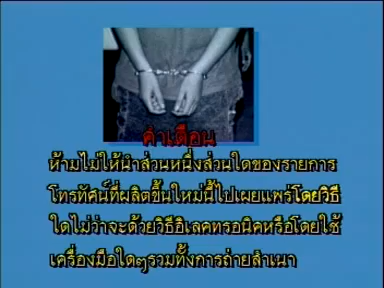 คำเตือน
ห้ามไม่ให้นำส่วนหนึ่งส่วนใดของรายการ
โทรทัศน์ที่ผลิตขึ้นใหม่นี้ไปเผยแพร่โดยวิธี
ใดไม่ว่าจะด้วยวิธีอิเลคทรอนิคหรือโดยใช้
เครื่องมือใดๆรวมทั้งการถ่ายสำเนา